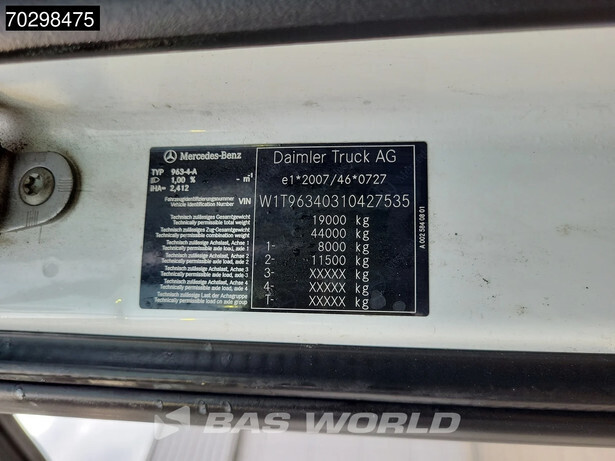 70298475
Mercedes-Benz
Daimler Truck AG
TYP 963-4-A
1,00 % - m¹
IHA= 2,412
e1*2007/46*0727
Fahrzeugidentifizierungsnummer
Vehicle Identification Number VIN W1T96340310427535
Technisch zulässiges Gesamtgewicht
Technically permissible total weight 19000 kg
Technisch zulässiges Zug-Gesamtgewicht
Technically permissible combination weight 44000 kg
Technisch zulässige Achslast, Achse 1
Technically permissible axle load, axle 1 1- 8000 kg
Technisch zulässige Achslast, Achse 2
Technically permissible axle load, axle 2 2- 11500 kg
Technisch zulässige Achslast, Achse 3
Technically permissible axle load, axle 3 3- XXXXX kg
Technisch zulässige Achslast, Achse 4
Technically permissible axle load, axle 4 4- XXXXX kg
Technisch zulässige Last der Achsgruppe
Technically permissible load on axle group T- XXXXX kg
A 002 584 08 01
BAS WORLD